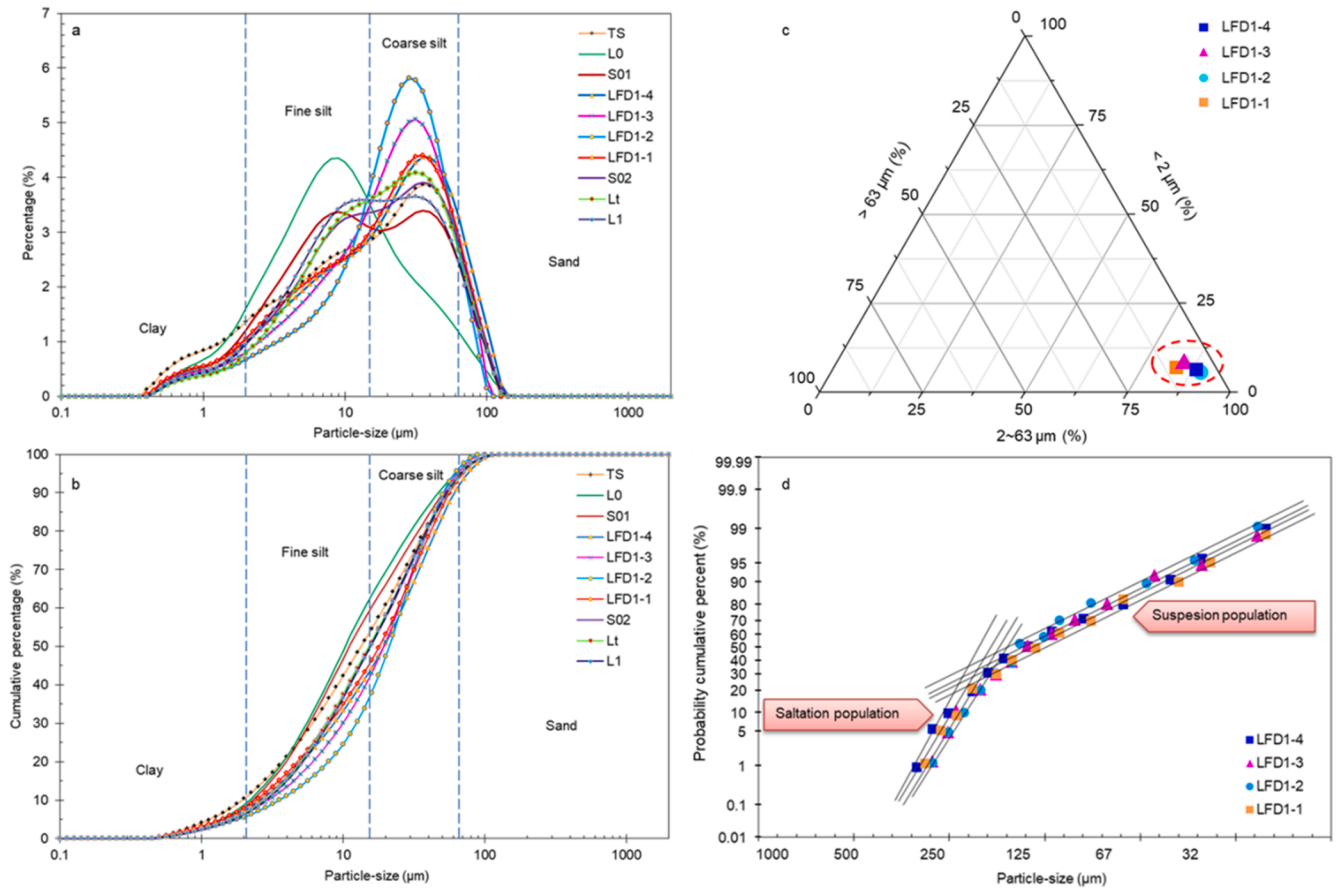 a
Percentage (%)
7
6
5
4
3
2
1
0
Clay
Fine silt
Coarse silt
Sand
TS
L0
S01
LFD1-4
LFD1-3
LFD1-2
LFD1-1
S02
Lt
L1
0.1 1 10 100 1000
Particle-size (µm)
b
Cumulative percentage (%)
100
90
80
70
60
50
40
30
20
10
0
Clay
Fine silt
Coarse silt
Sand
TS
L0
S01
LFD1-4
LFD1-3
LFD1-2
LFD1-1
S02
Lt
L1
0.1 1 10 100 1000
Particle-size (µm)
c
0 100
25 75
50 50
75 25
100 0
> 63 µm (%)
< 2 µm (%)
0 25 50 75 100
2~63 µm (%)
LFD1-4
LFD1-3
LFD1-2
LFD1-1
d
Probability cumulative percent (%)
99.99
99.9
99
95
90
80
70
60
50
40
30
20
10
5
1
0.1
0.01
Suspesion population
Saltation population
LFD1-4
LFD1-3
LFD1-2
LFD1-1
1000 500 250 125 67 32
Particle-size (µm)